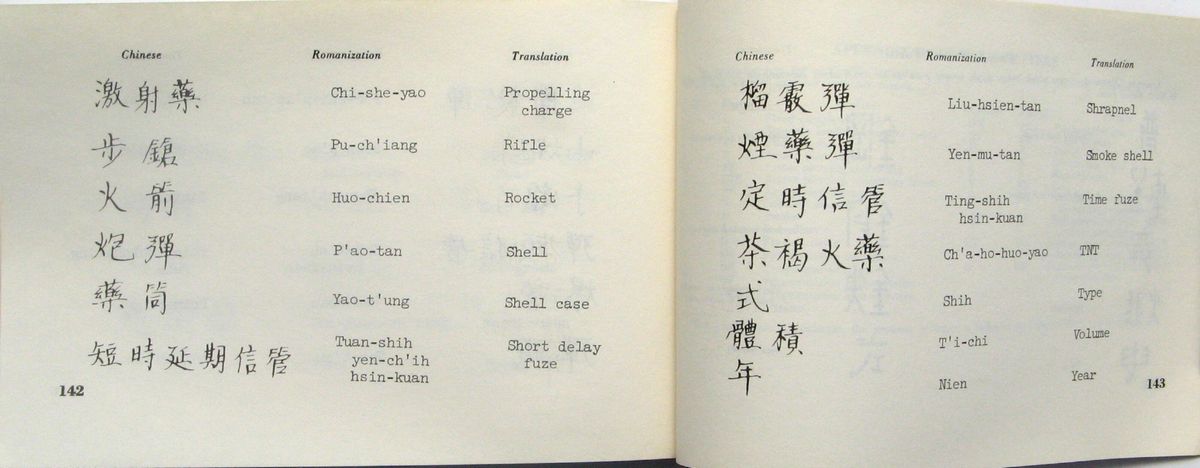 Chinese Romanization Translation
激射藥 Chi-she-yao Propelling
charge
步鎗 Pu-ch'iang Rifle
火箭 Huo-chien Rocket
炮彈 P'ao-tan Shell
藥筒 Yao-t'ung Shell case
短時延期信管 Tuan-shih Short delay
yen-ch'ih fuze
hsin-kuan
142
Chinese Romanization Translation
榴霰彈 Liu-hsien-tan Shrapnel
煙藥彈 Yen-mu-tan Smoke shell
定時信管 Ting-shih Time fuze
hsin-kuan
茶褐火藥 Ch'a-ho-huo-yao TNT
式 Shih Type
體積 T'i-chi Volume
年 Nien Year
143